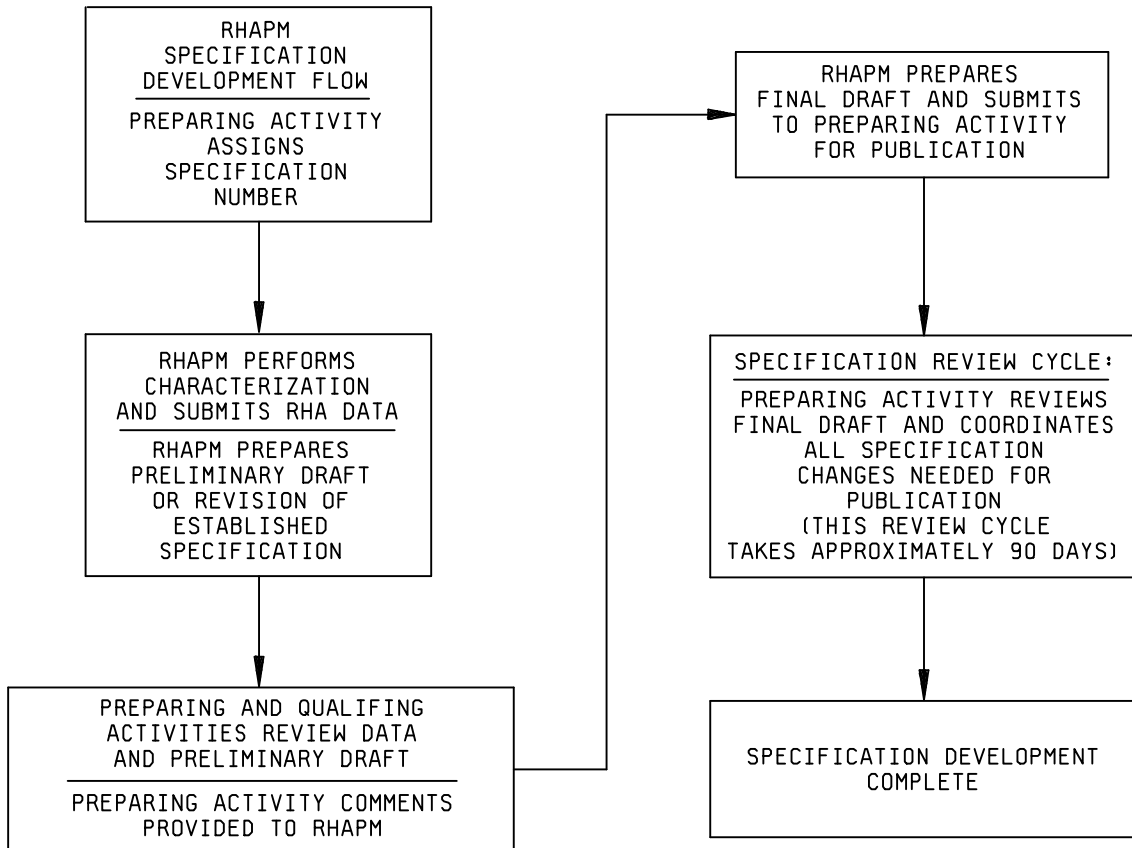 RHAPM
SPECIFICATION
DEVELOPMENT FLOW
PREPARING ACTIVITY
ASSIGNS
SPECIFICATION
NUMBER
RHAPM PERFORMS
CHARACTERIZATION
AND SUBMITS RHA DATA
RHAPM PREPARES
PRELIMINARY DRAFT
OR REVISION OF
ESTABLISHED
SPECIFICATION
PREPARING AND QUALIFING
ACTIVITIES REVIEW DATA
AND PRELIMINARY DRAFT
PREPARING ACTIVITY COMMENTS
PROVIDED TO RHAPM
RHAPM PREPARES
FINAL DRAFT AND SUBMITS
TO PREPARING ACTIVITY
FOR PUBLICATION
SPECIFICATION REVIEW CYCLE:
PREPARING ACTIVITY REVIEWS
FINAL DRAFT AND COORDINATES
ALL SPECIFICATION
CHANGES NEEDED FOR
PUBLICATION
(THIS REVIEW CYCLE
TAKES APPROXIMATELY 90 DAYS)
SPECIFICATION DEVELOPMENT
COMPLETE